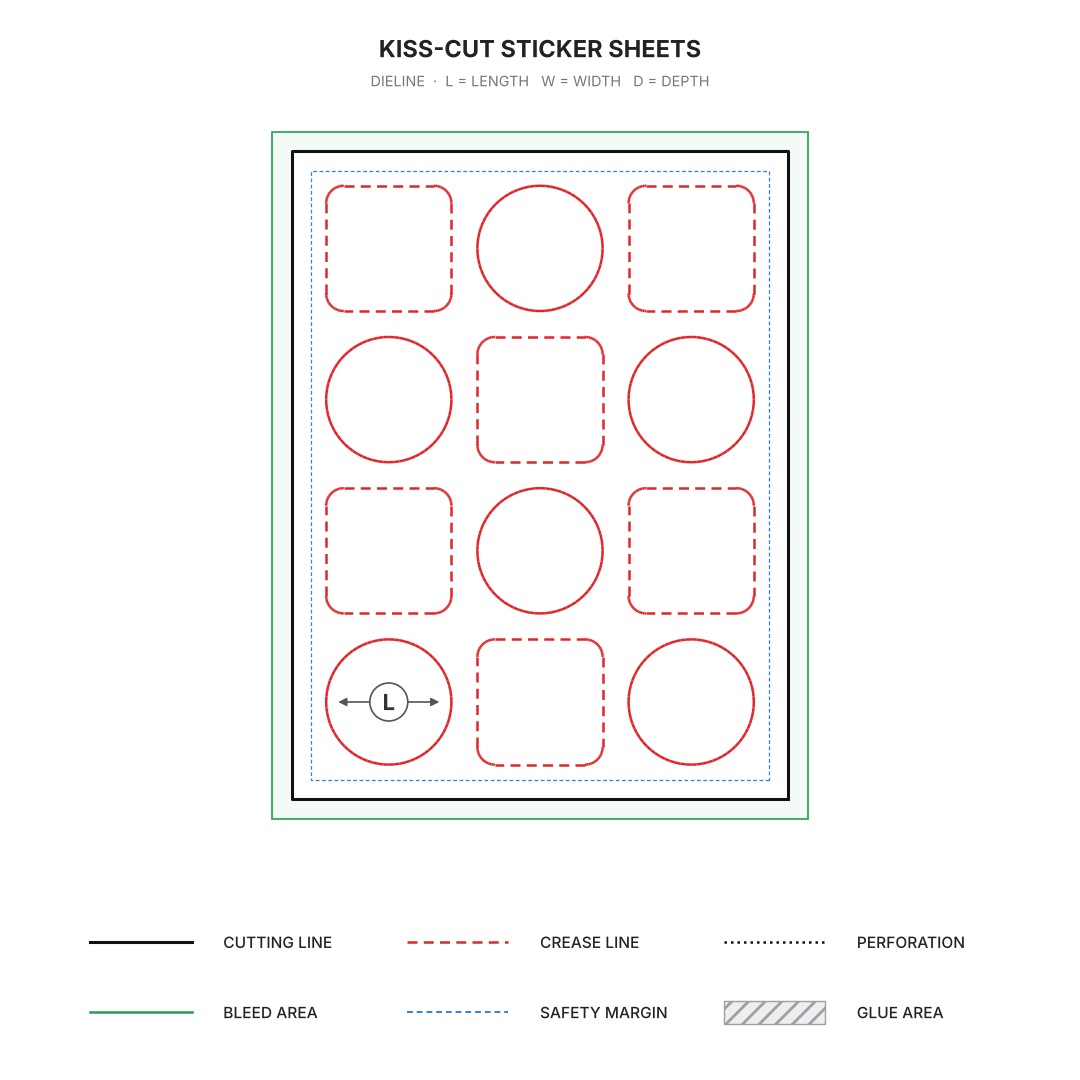 KISS-CUT STICKER SHEETS
DIELINE · L = LENGTH W = WIDTH D = DEPTH
L
CUTTING LINE
CREASE LINE
PERFORATION
BLEED AREA
SAFETY MARGIN
GLUE AREA